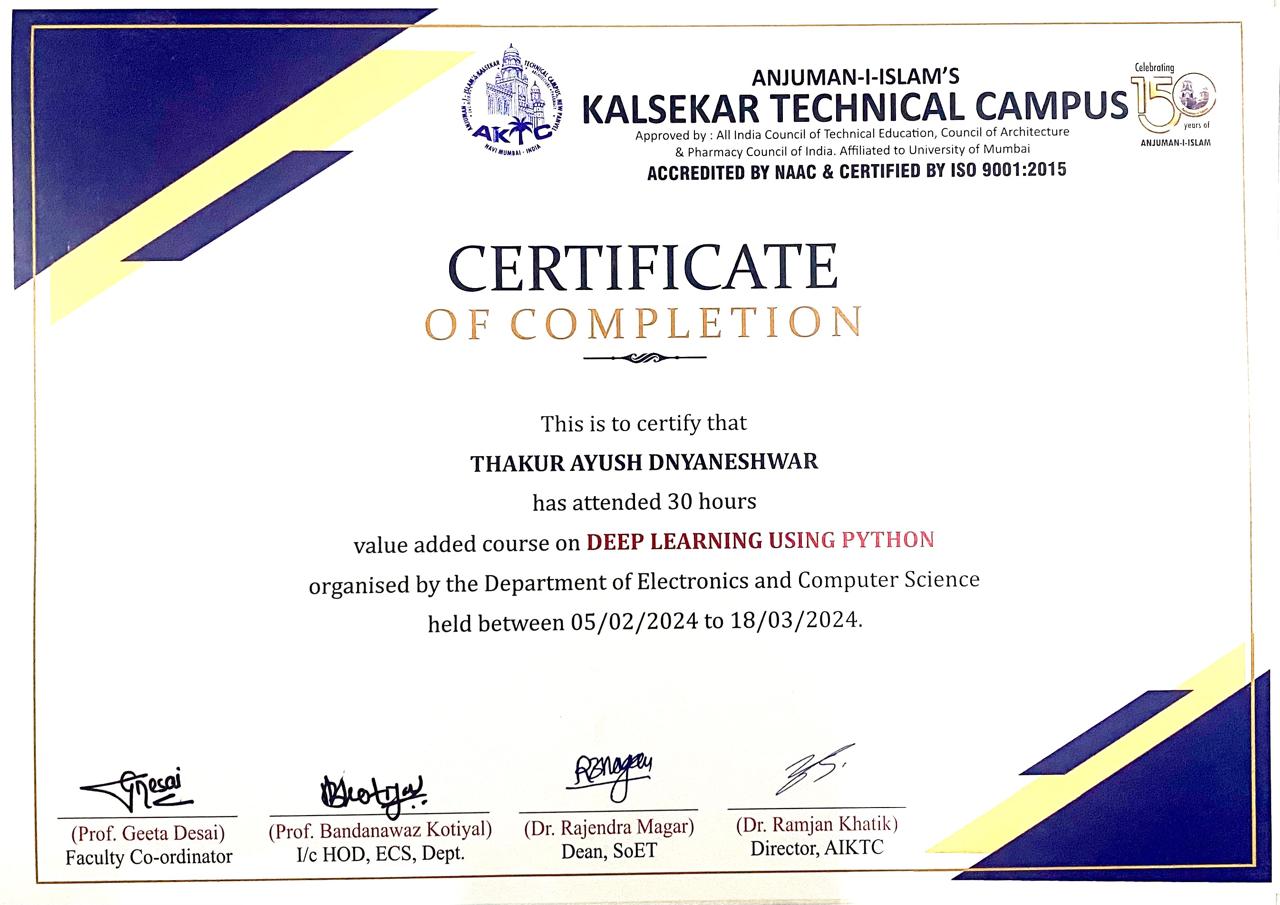 ANJUMAN-I-ISLAM'S KALSEKAR TECHNICAL CAMPUS, NEW PANVEL
AKTC
NAVI MUMBAI - INDIA
ANJUMAN-I-ISLAM'S
KALSEKAR TECHNICAL CAMPUS
Approved by : All India Council of Technical Education, Council of Architecture
& Pharmacy Council of India. Affiliated to University of Mumbai
ACCREDITED BY NAAC & CERTIFIED BY ISO 9001:2015
Celebrating
150
years of
ANJUMAN-I-ISLAM
CERTIFICATE
OF COMPLETION
This is to certify that
THAKUR AYUSH DNYANESHWAR
has attended 30 hours
value added course on DEEP LEARNING USING PYTHON
organised by the Department of Electronics and Computer Science
held between 05/02/2024 to 18/03/2024.
(Prof. Geeta Desai)
Faculty Co-ordinator
(Prof. Bandanawaz Kotiyal)
I/c HOD, ECS, Dept.
(Dr. Rajendra Magar)
Dean, SoET
(Dr. Ramjan Khatik)
Director, AIKTC